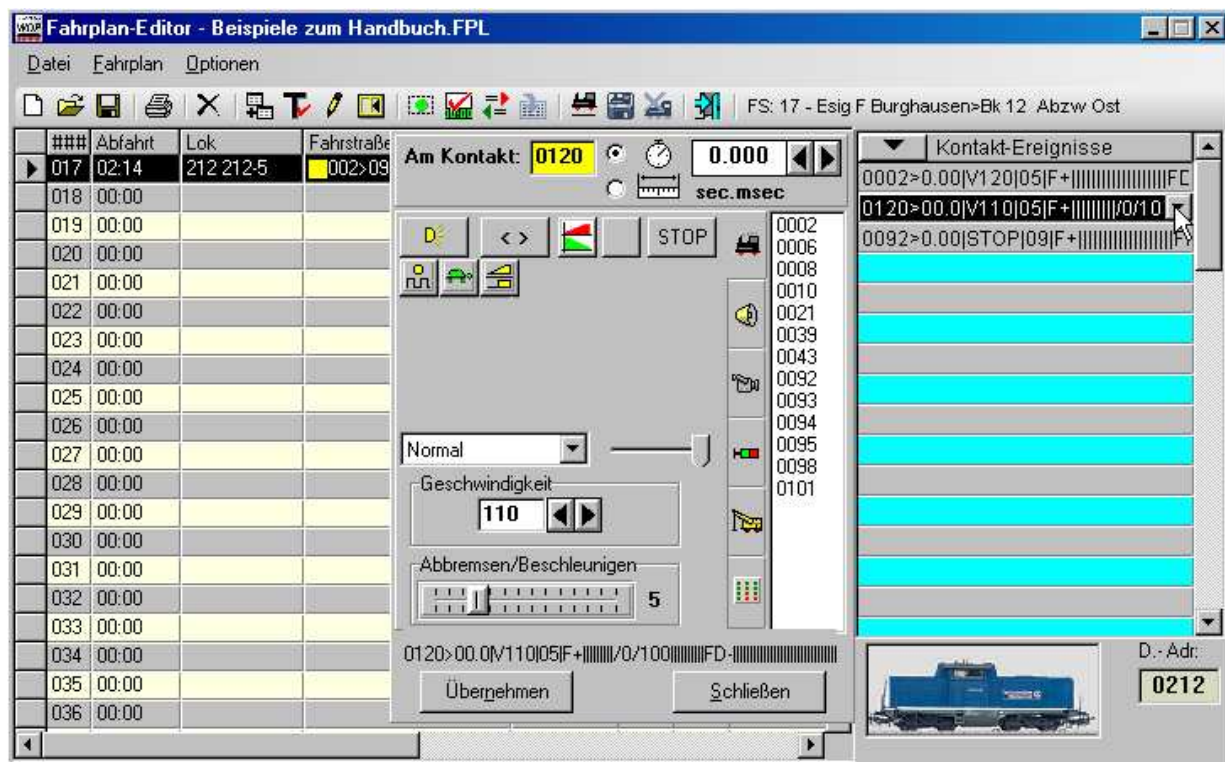 Fahrplan-Editor - Beispiele zum Handbuch.FPL
Datei Fahrplan Optionen
FS: 17 - Esig F Burghausen>Bk 12 Abzw Ost
### Abfahrt Lok Fahrstraße
017 02:14 212 212-5 002>09
018 00:00
019 00:00
020 00:00
021 00:00
022 00:00
023 00:00
024 00:00
025 00:00
026 00:00
027 00:00
028 00:00
029 00:00
030 00:00
031 00:00
032 00:00
033 00:00
034 00:00
035 00:00
036 00:00
Am Kontakt: 0120
0.000
sec.msec
D
< >
STOP
0002
0006
0008
0010
0021
0039
0043
0092
0093
0094
0095
0098
0101
Normal
Geschwindigkeit
110
Abbremsen/Beschleunigen
5
0120>00.0|V110|05|F+||||||||/0/100||||||||FD-||||||||||||||||||||
Übernehmen
Schließen
Kontakt-Ereignisse
0002>0.00|V120|05|F+||||||||||||||||||FD
0120>00.0|V110|05|F+||||||||/0/10
0092>0.00|STOP|09|F+||||||||||||||||||
D.- Adr:
0212